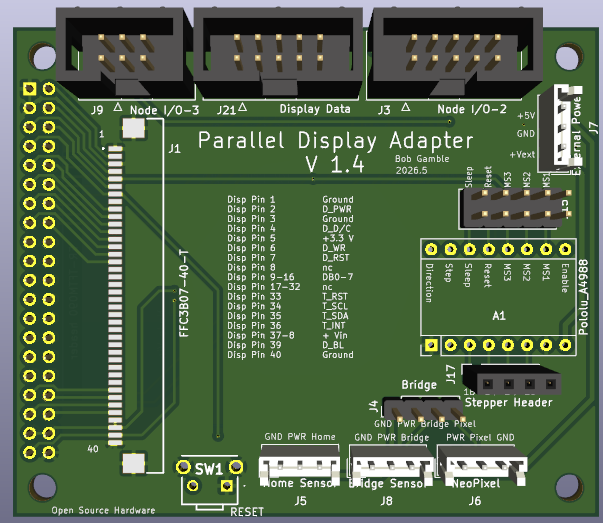 J9 Node I/O-3
J21 Display Data
J3 Node I/O-2
J7
External Power
+5V
GND
+Vext
1
J1
Parallel Display Adapter
V 1.4
Bob Gamble
2026.5
Sleep
Reset
MS3
MS2
MS1
Disp Pin 1 Ground
Disp Pin 2 D_PWR
Disp Pin 3 Ground
Disp Pin 4 D_D/C
Disp Pin 5 +3.3 V
Disp Pin 6 D_WR
Disp Pin 7 D_RST
Disp Pin 8 nc
Disp Pin 9-16 DB0-7
Disp Pin 17-32 nc
Disp Pin 33 T_RST
Disp Pin 34 T_SCL
Disp Pin 35 T_SDA
Disp Pin 36 T_INT
Disp Pin 37-8 + Vin
Disp Pin 39 D_BL
Disp Pin 40 Ground
FFC3B07-40-T
Direction
Step
Sleep
Reset
MS3
MS2
MS1
Enable
A1
Pololu_A4988
J17
Stepper Header
Bridge
J4
GND PWR Bridge Pixel
40
GND PWR Home
GND PWR Bridge
PWR Pixel GND
SW1
Home Sensor
Bridge Sensor
NeoPixel
J5
J8
J6
RESET
Open Source Hardware